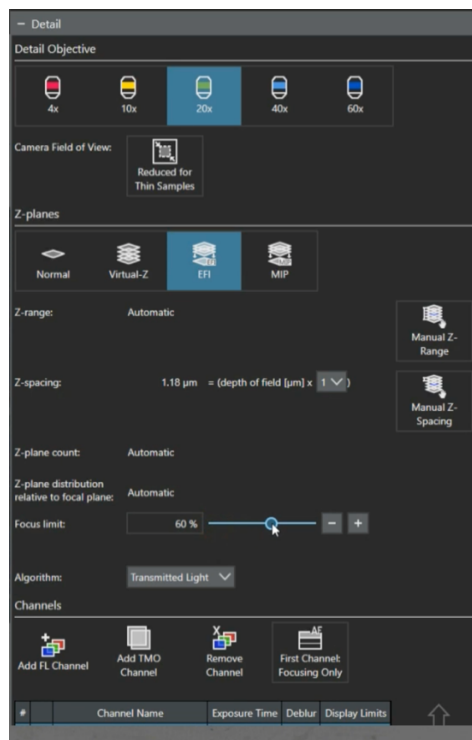 − Detail
Detail Objective
4x 10x 20x 40x 60x
Camera Field of View:
Reduced for
Thin Samples
Z-planes
Normal Virtual-Z EFI MIP
Z-range: Automatic
Manual Z-
Range
Z-spacing: 1.18 µm = (depth of field [µm] x 1 )
Manual Z-
Spacing
Z-plane count: Automatic
Z-plane distribution
relative to focal plane: Automatic
Focus limit: 60 % − +
Algorithm: Transmitted Light
Channels
AF
Add FL Channel
Add TMO
Channel
Remove
Channel
First Channel:
Focusing Only
# Channel Name Exposure Time Deblur Display Limits